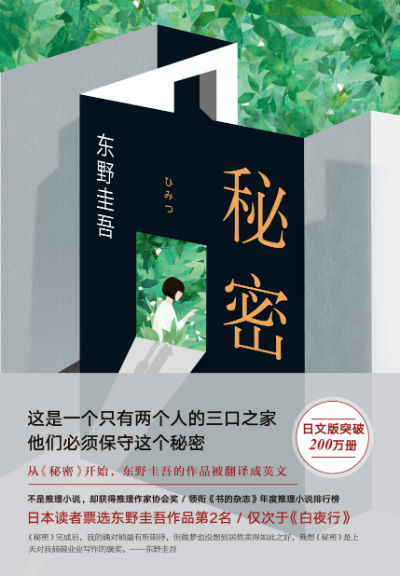 东野圭吾
ひみつ
秘密
这是一个只有两个人的三口之家
他们必须保守这个秘密
日文版突破
200万册
从《秘密》开始，东野圭吾的作品被翻译成英文
不是推理小说，却获得推理作家协会奖 / 领衔《书的杂志》年度推理小说排行榜
日本读者票选东野圭吾作品第2名 / 仅次于《白夜行》
《秘密》完成后，我的确对销量有所期待，但做梦也没想到居然卖得如此之好。我想《秘密》是上
天对我兢兢业业写作的褒奖。——东野圭吾